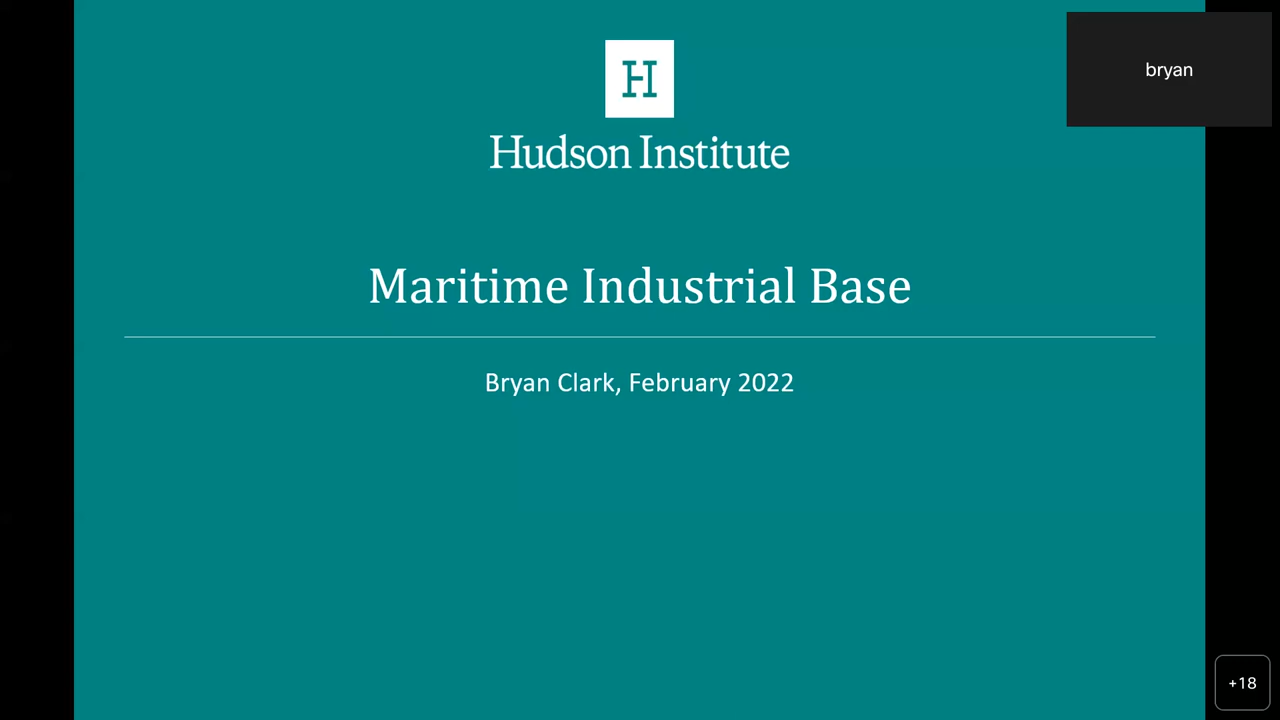 H
bryan
Hudson Institute
Maritime Industrial Base
Bryan Clark, February 2022
+18